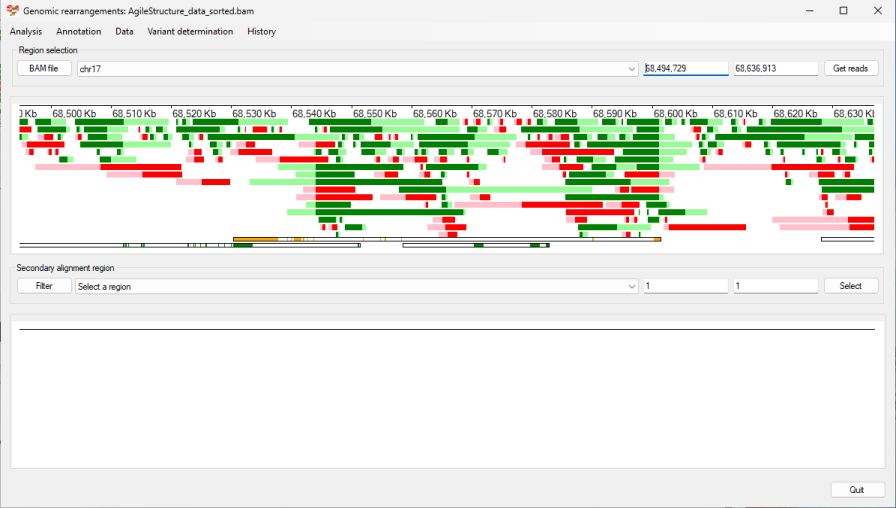 Genomic rearrangements: AgileStructure_data_sorted.bam
Analysis Annotation Data Variant determination History
Region selection
BAM file chr17 68,494,729 68,636,913 Get reads
0 Kb 68,500 Kb 68,510 Kb 68,520 Kb 68,530 Kb 68,540 Kb 68,550 Kb 68,560 Kb 68,570 Kb 68,580 Kb 68,590 Kb 68,600 Kb 68,610 Kb 68,620 Kb 68,630 K
Secondary alignment region
Filter Select a region 1 1 Select
Quit